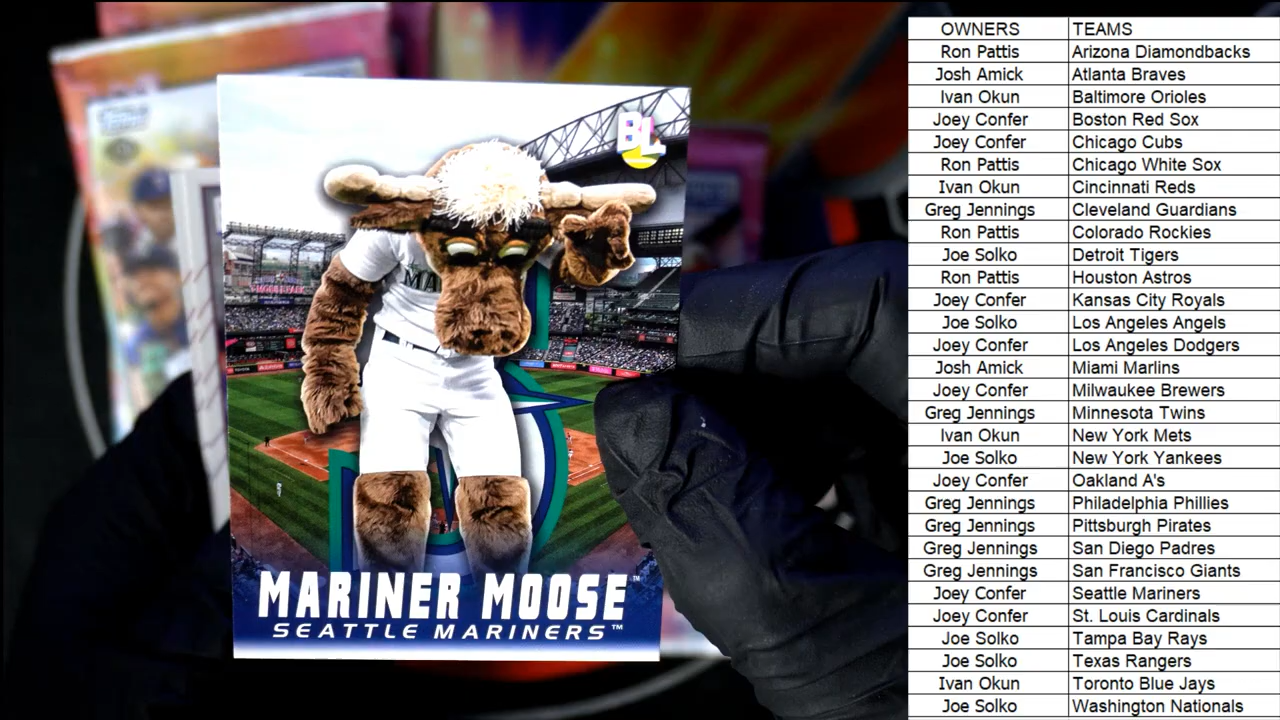 BL
MA
MARINER MOOSE™
SEATTLE MARINERS™
OWNERS TEAMS
Ron Pattis Arizona Diamondbacks
Josh Amick Atlanta Braves
Ivan Okun Baltimore Orioles
Joey Confer Boston Red Sox
Joey Confer Chicago Cubs
Ron Pattis Chicago White Sox
Ivan Okun Cincinnati Reds
Greg Jennings Cleveland Guardians
Ron Pattis Colorado Rockies
Joe Solko Detroit Tigers
Ron Pattis Houston Astros
Joey Confer Kansas City Royals
Joe Solko Los Angeles Angels
Joey Confer Los Angeles Dodgers
Josh Amick Miami Marlins
Joey Confer Milwaukee Brewers
Greg Jennings Minnesota Twins
Ivan Okun New York Mets
Joe Solko New York Yankees
Joey Confer Oakland A's
Greg Jennings Philadelphia Phillies
Greg Jennings Pittsburgh Pirates
Greg Jennings San Diego Padres
Greg Jennings San Francisco Giants
Joey Confer Seattle Mariners
Joey Confer St. Louis Cardinals
Joe Solko Tampa Bay Rays
Joe Solko Texas Rangers
Ivan Okun Toronto Blue Jays
Joe Solko Washington Nationals